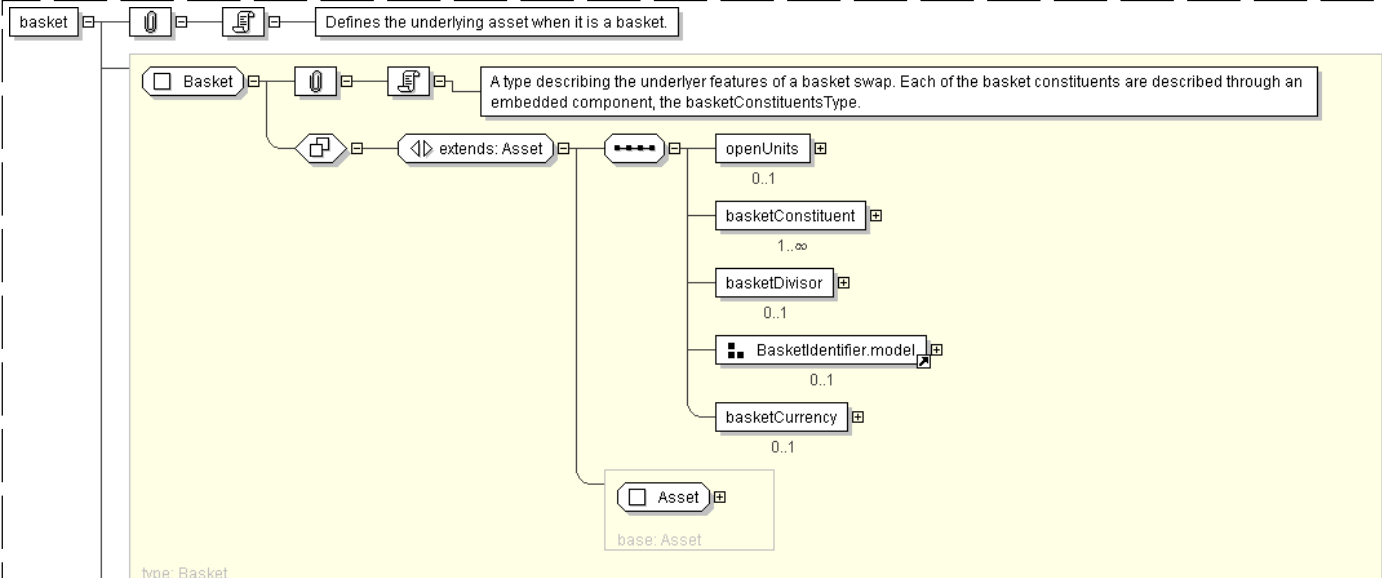 basket
Defines the underlying asset when it is a basket.
Basket
A type describing the underlyer features of a basket swap. Each of the basket constituents are described through an
embedded component, the basketConstituentsType.
extends: Asset
openUnits
0..1
basketConstituent
1..∞
basketDivisor
0..1
BasketIdentifier.model
0..1
basketCurrency
0..1
Asset
base: Asset
type: Basket